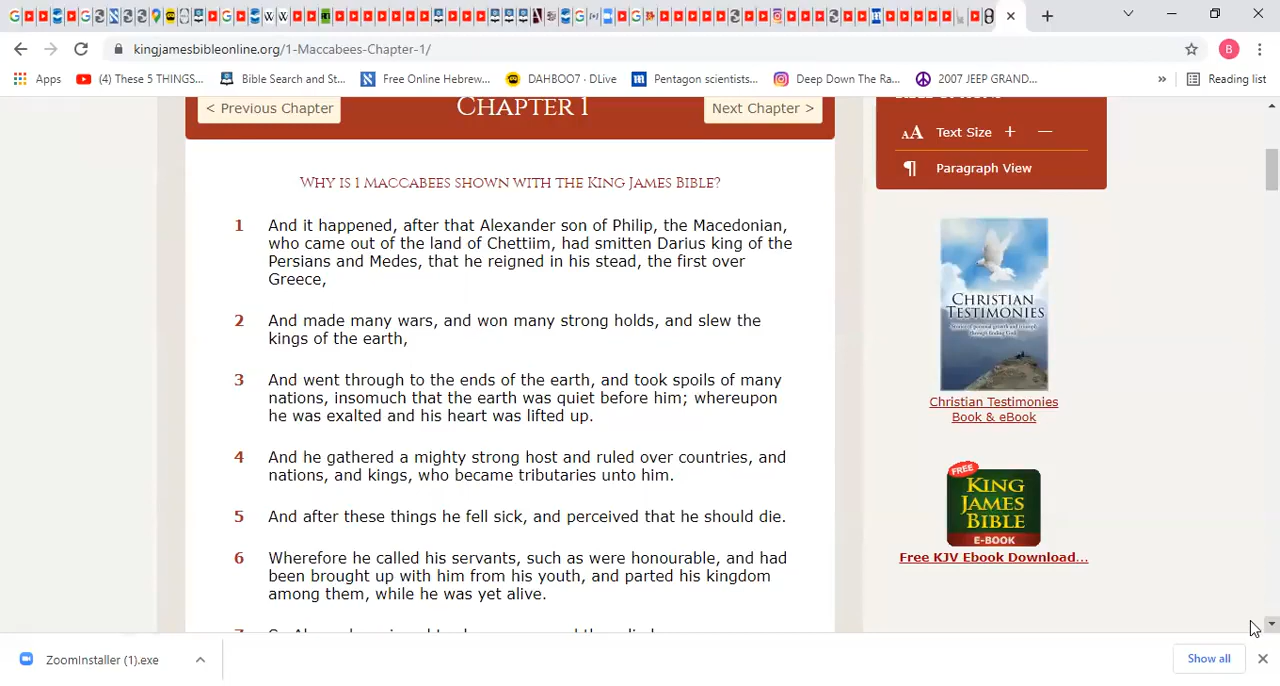 kingjamesbibleonline.org/1-Maccabees-Chapter-1/
B
Apps
(4) These 5 THINGS...
Bible Search and St...
Free Online Hebrew...
DAHBOO7 · DLive
Pentagon scientists...
Deep Down The Ra...
2007 JEEP GRAND...
»
Reading list
< Previous Chapter
CHAPTER 1
Next Chapter >
AA Text Size + —
¶ Paragraph View
WHY IS 1 MACCABEES SHOWN WITH THE KING JAMES BIBLE?
1 And it happened, after that Alexander son of Philip, the Macedonian,
who came out of the land of Chettiim, had smitten Darius king of the
Persians and Medes, that he reigned in his stead, the first over
Greece,
2 And made many wars, and won many strong holds, and slew the
kings of the earth,
3 And went through to the ends of the earth, and took spoils of many
nations, insomuch that the earth was quiet before him; whereupon
he was exalted and his heart was lifted up.
4 And he gathered a mighty strong host and ruled over countries, and
nations, and kings, who became tributaries unto him.
5 And after these things he fell sick, and perceived that he should die.
6 Wherefore he called his servants, such as were honourable, and had
been brought up with him from his youth, and parted his kingdom
among them, while he was yet alive.
CHRISTIAN
TESTIMONIES
Christian Testimonies
Book & eBook
FREE
KING
JAMES
BIBLE
E-BOOK
Free KJV Ebook Download...
ZoomInstaller (1).exe
Show all